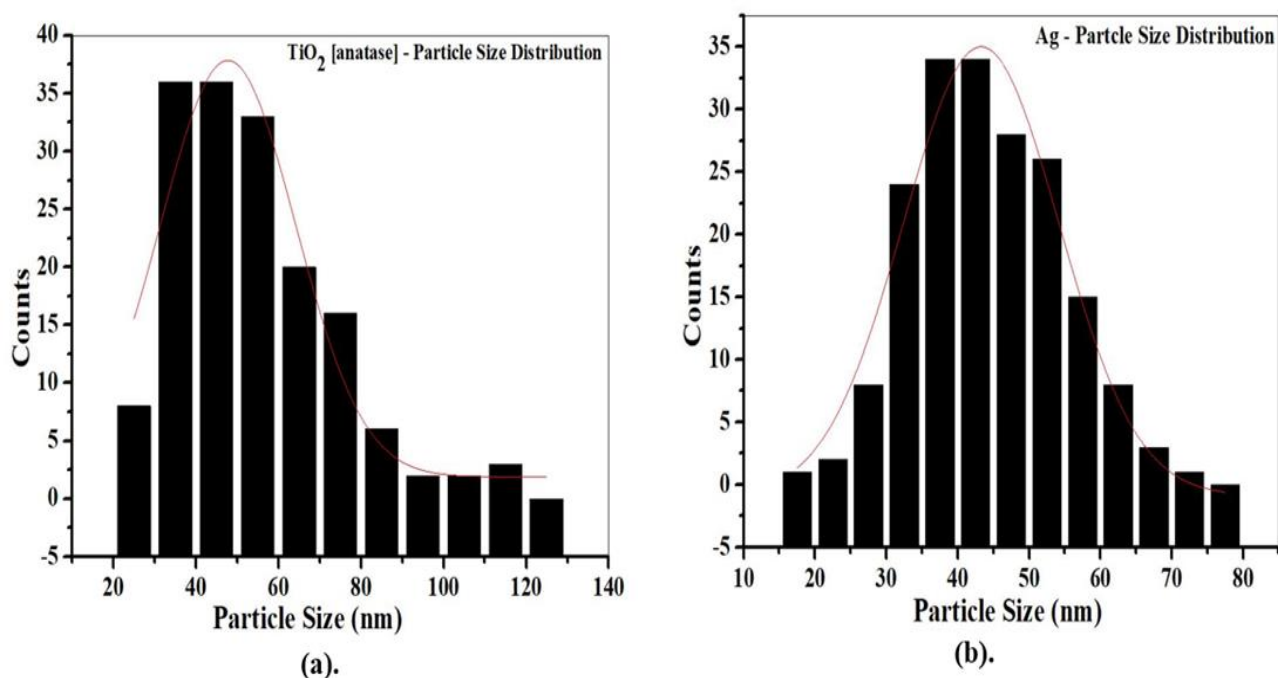 TiO2 [anatase] - Particle Size Distribution
40
35
30
25
20
15
10
5
0
-5
Counts
20 40 60 80 100 120 140
Particle Size (nm)
(a).
Ag - Partcle Size Distribution
35
30
25
20
15
10
5
0
-5
Counts
10 20 30 40 50 60 70 80
Particle Size (nm)
(b).